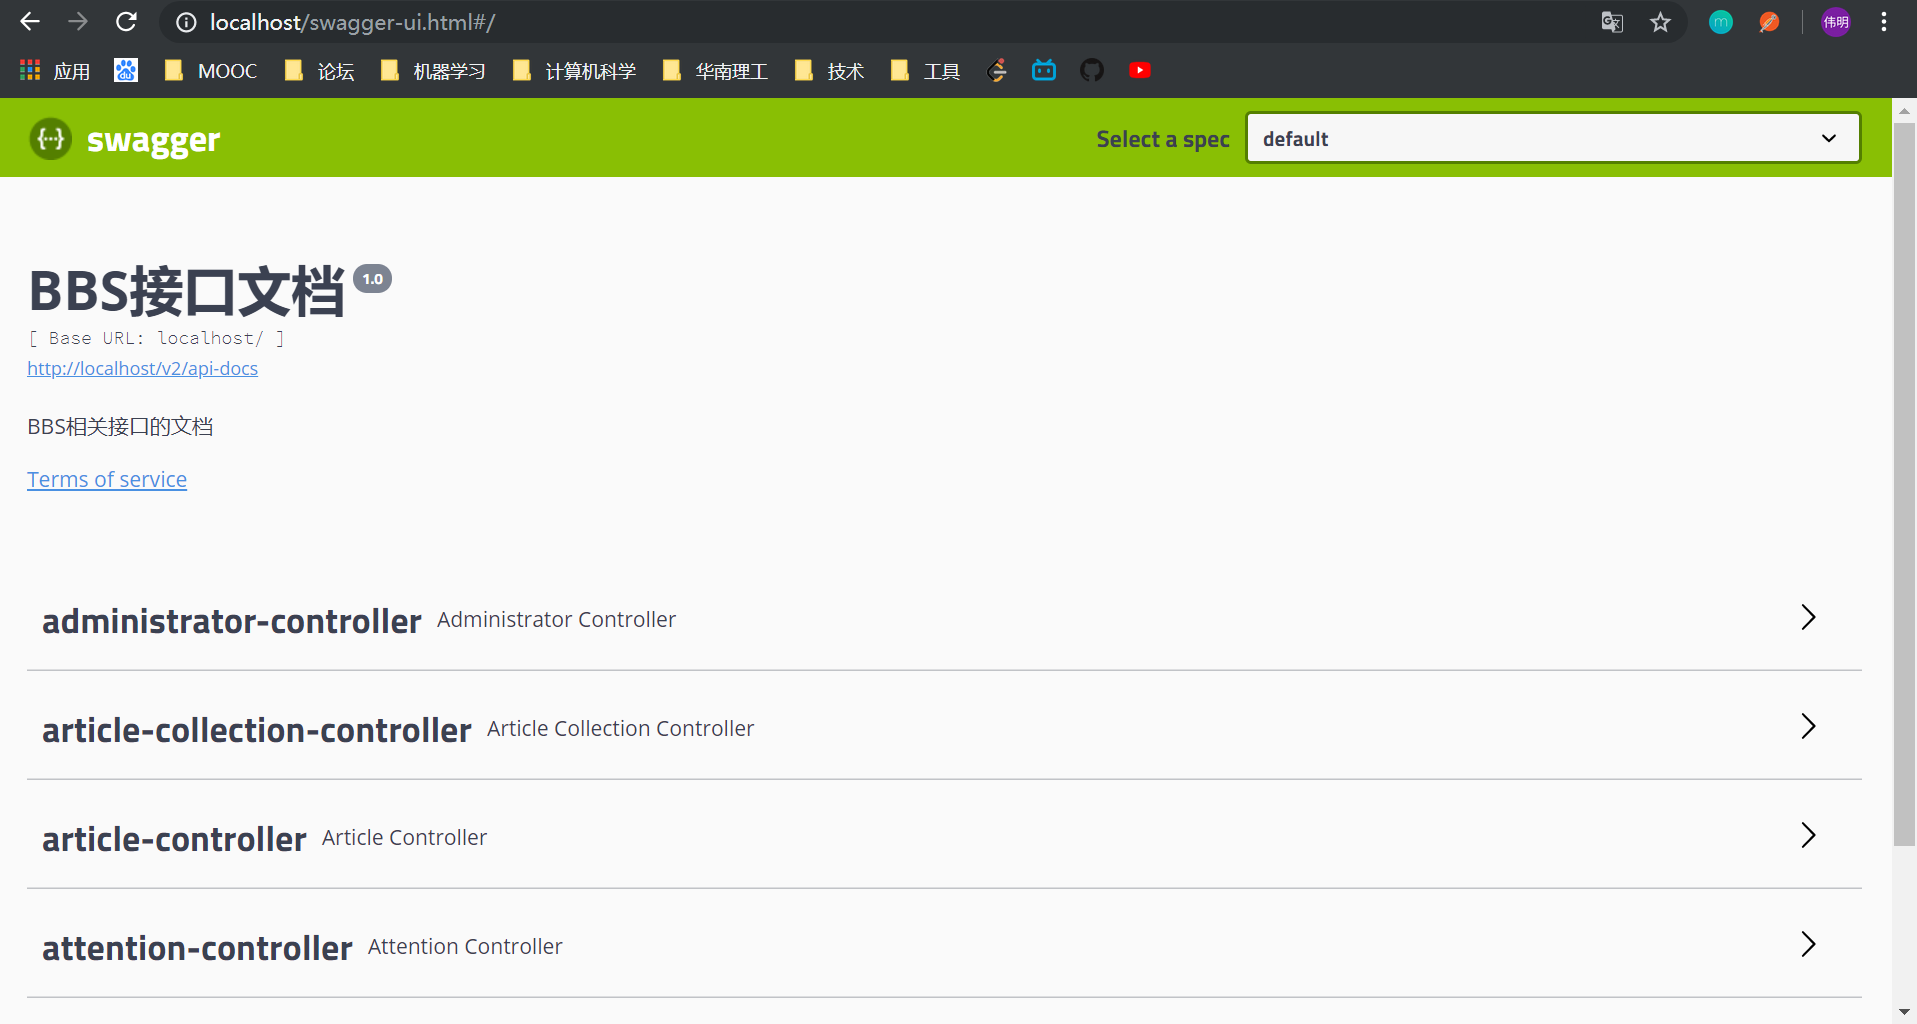 localhost/swagger-ui.html#/
伟明
应用 MOOC 论坛 机器学习 计算机科学 华南理工 技术 工具
swagger Select a spec default
BBS接口文档 1.0
[ Base URL: localhost/ ]
http://localhost/v2/api-docs
BBS相关接口的文档
Terms of service
administrator-controller Administrator Controller
article-collection-controller Article Collection Controller
article-controller Article Controller
attention-controller Attention Controller